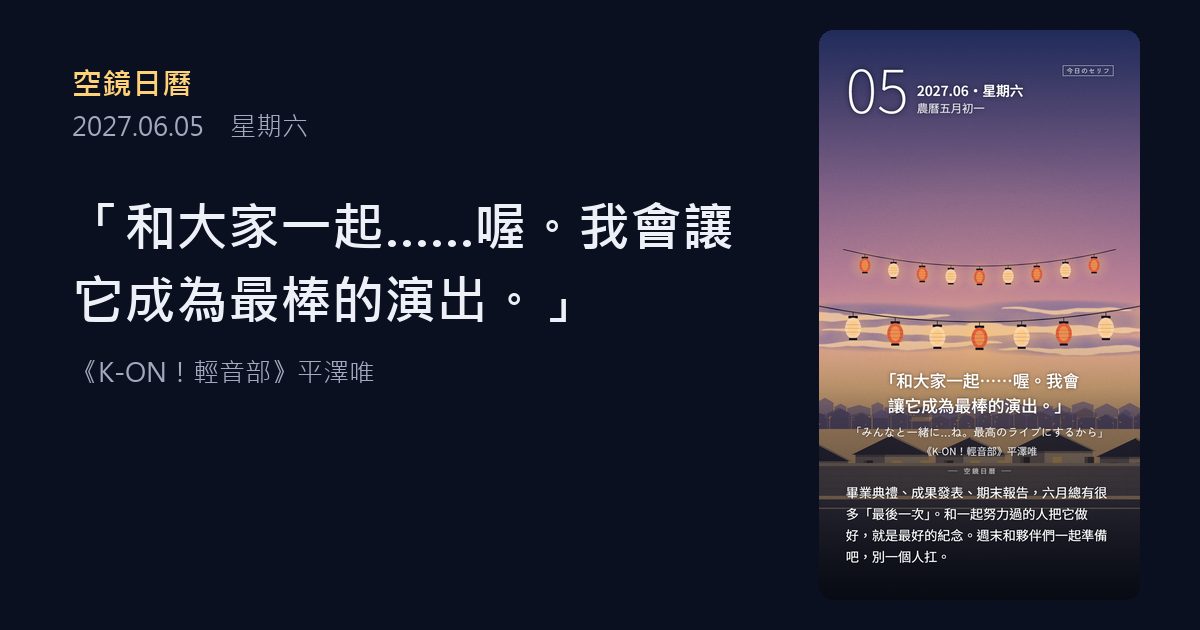 空鏡日曆
2027.06.05 星期六
「和大家一起……喔。我會讓
它成為最棒的演出。」
《K-ON！輕音部》平澤唯
05
2027.06・星期六
農曆五月初一
今日のセリフ
「和大家一起……喔。我會
讓它成為最棒的演出。」
「みんなと一緒に…ね。最高のライブにするから」
《K-ON！輕音部》平澤唯
空鏡日曆
畢業典禮、成果發表、期末報告，六月總有很
多「最後一次」。和一起努力過的人把它做
好，就是最好的紀念。週末和夥伴們一起準備
吧，別一個人扛。